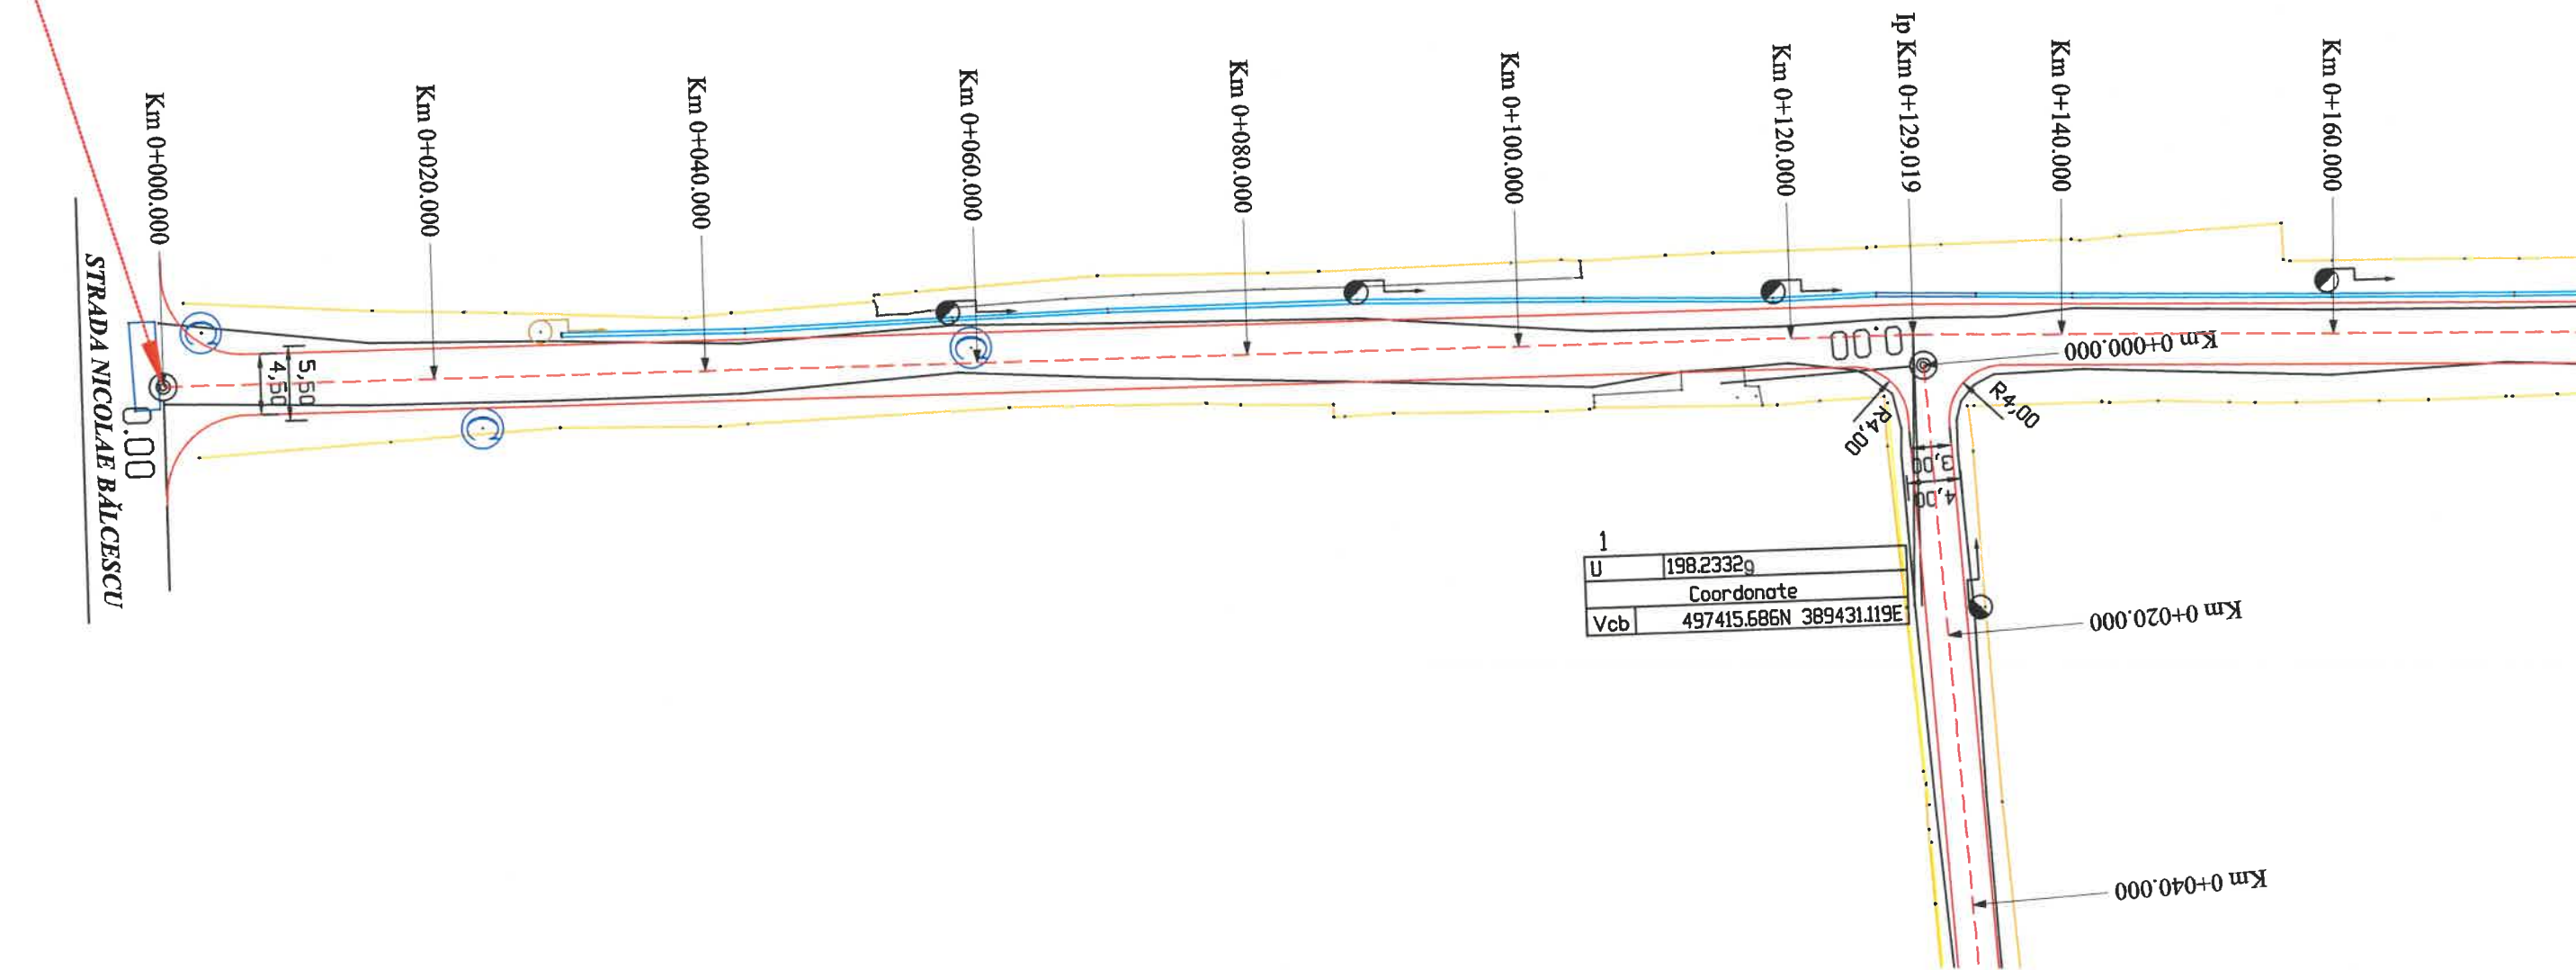 Km 0+000.000
Km 0+020.000
Km 0+040.000
Km 0+060.000
Km 0+080.000
Km 0+100.000
Km 0+120.000
Ip Km 0+129.019
Km 0+140.000
Km 0+160.000
STRADA NICOLAE BĂLCESCU
0.00
4,50
5,50
0.00
Km 0+000.000
R4,00
R4,00
3,00
4,00
1
U 198.2332g
Coordonate
Vcb 497415.686N 389431.119E
Km 0+020.000
Km 0+040.000